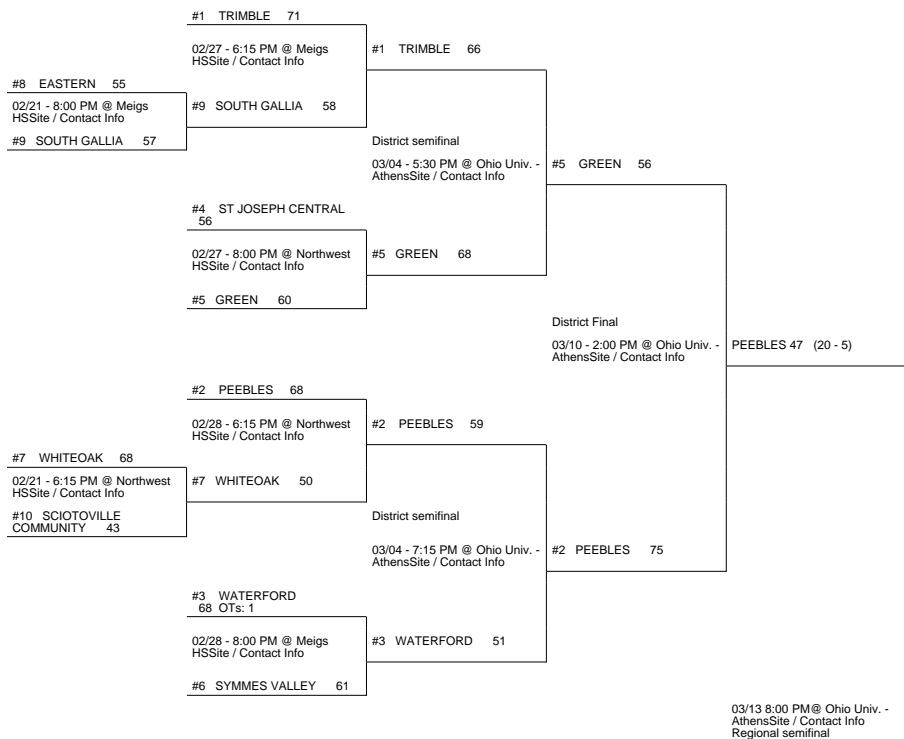 #1 TRIMBLE 71
02/27 - 6:15 PM @ Meigs
HSSite / Contact Info
#1 TRIMBLE 66
#8 EASTERN 55
02/21 - 8:00 PM @ Meigs
HSSite / Contact Info
#9 SOUTH GALLIA 58
#9 SOUTH GALLIA 57
District semifinal
03/04 - 5:30 PM @ Ohio Univ. -
AthensSite / Contact Info
#5 GREEN 56
#4 ST JOSEPH CENTRAL
56
02/27 - 8:00 PM @ Northwest
HSSite / Contact Info
#5 GREEN 68
#5 GREEN 60
District Final
03/10 - 2:00 PM @ Ohio Univ. -
AthensSite / Contact Info
PEEBLES 47 (20 - 5)
#2 PEEBLES 68
02/28 - 6:15 PM @ Northwest
HSSite / Contact Info
#2 PEEBLES 59
#7 WHITEOAK 68
02/21 - 6:15 PM @ Northwest
HSSite / Contact Info
#7 WHITEOAK 50
#10 SCIOTOVILLE
COMMUNITY 43
District semifinal
03/04 - 7:15 PM @ Ohio Univ. -
AthensSite / Contact Info
#2 PEEBLES 75
#3 WATERFORD
68 OTs: 1
02/28 - 8:00 PM @ Meigs
HSSite / Contact Info
#3 WATERFORD 51
#6 SYMMES VALLEY 61
03/13 8:00 PM@ Ohio Univ. -
AthensSite / Contact Info
Regional semifinal